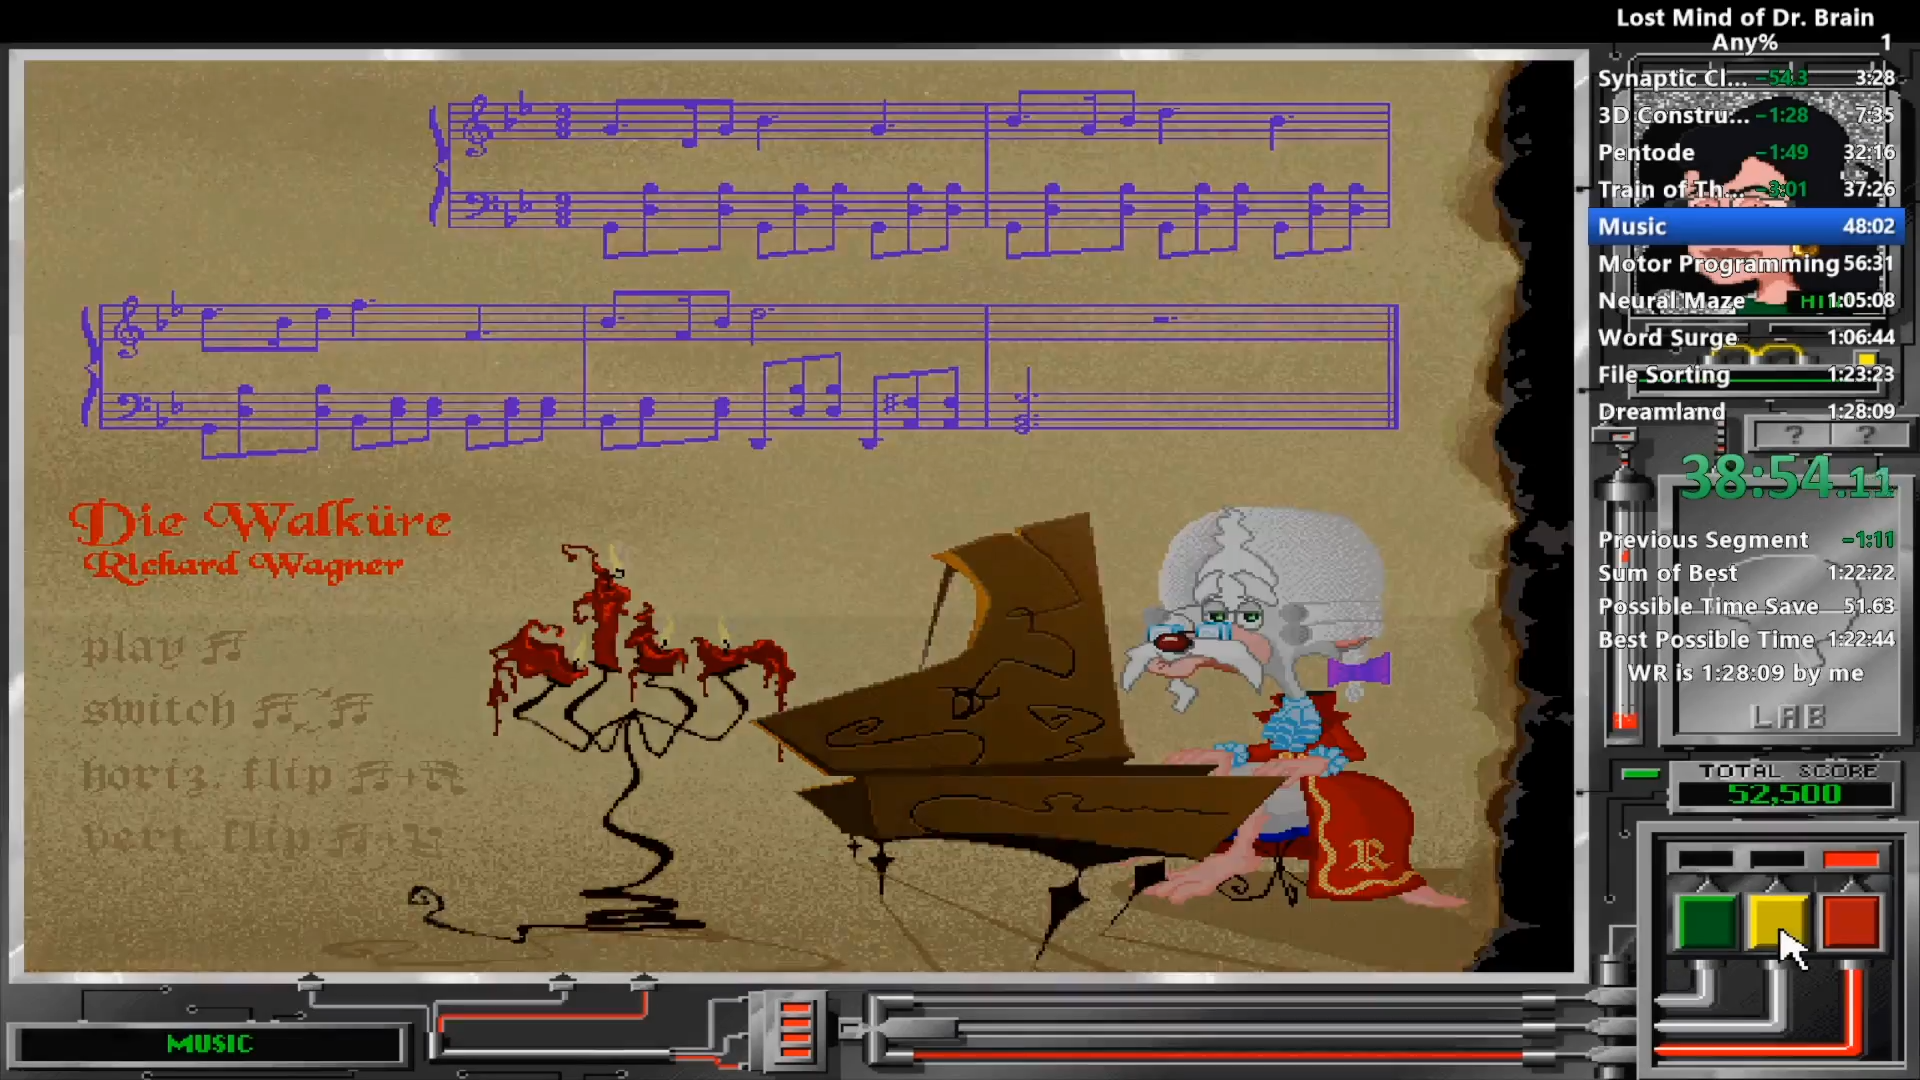 Lost Mind of Dr. Brain
Any% 1
Synaptic Cl... −54.3 3:28
3D Constru... −1:28 7:35
Pentode −1:49 32:16
Train of Th... −3:01 37:26
Music 48:02
Motor Programming 56:31
Neural Maze 1:05:08
Word Surge 1:06:44
File Sorting 1:23:23
Dreamland 1:28:09
? ?
38:54.11
Previous Segment −1:11
Sum of Best 1:22:22
Possible Time Save 51.63
Best Possible Time 1:22:44
WR is 1:28:09 by me
LAB
TOTAL SCORE
52,500
Die Walküre
Richard Wagner
play
switch
horiz. flip
vert. flip
R
MUSIC